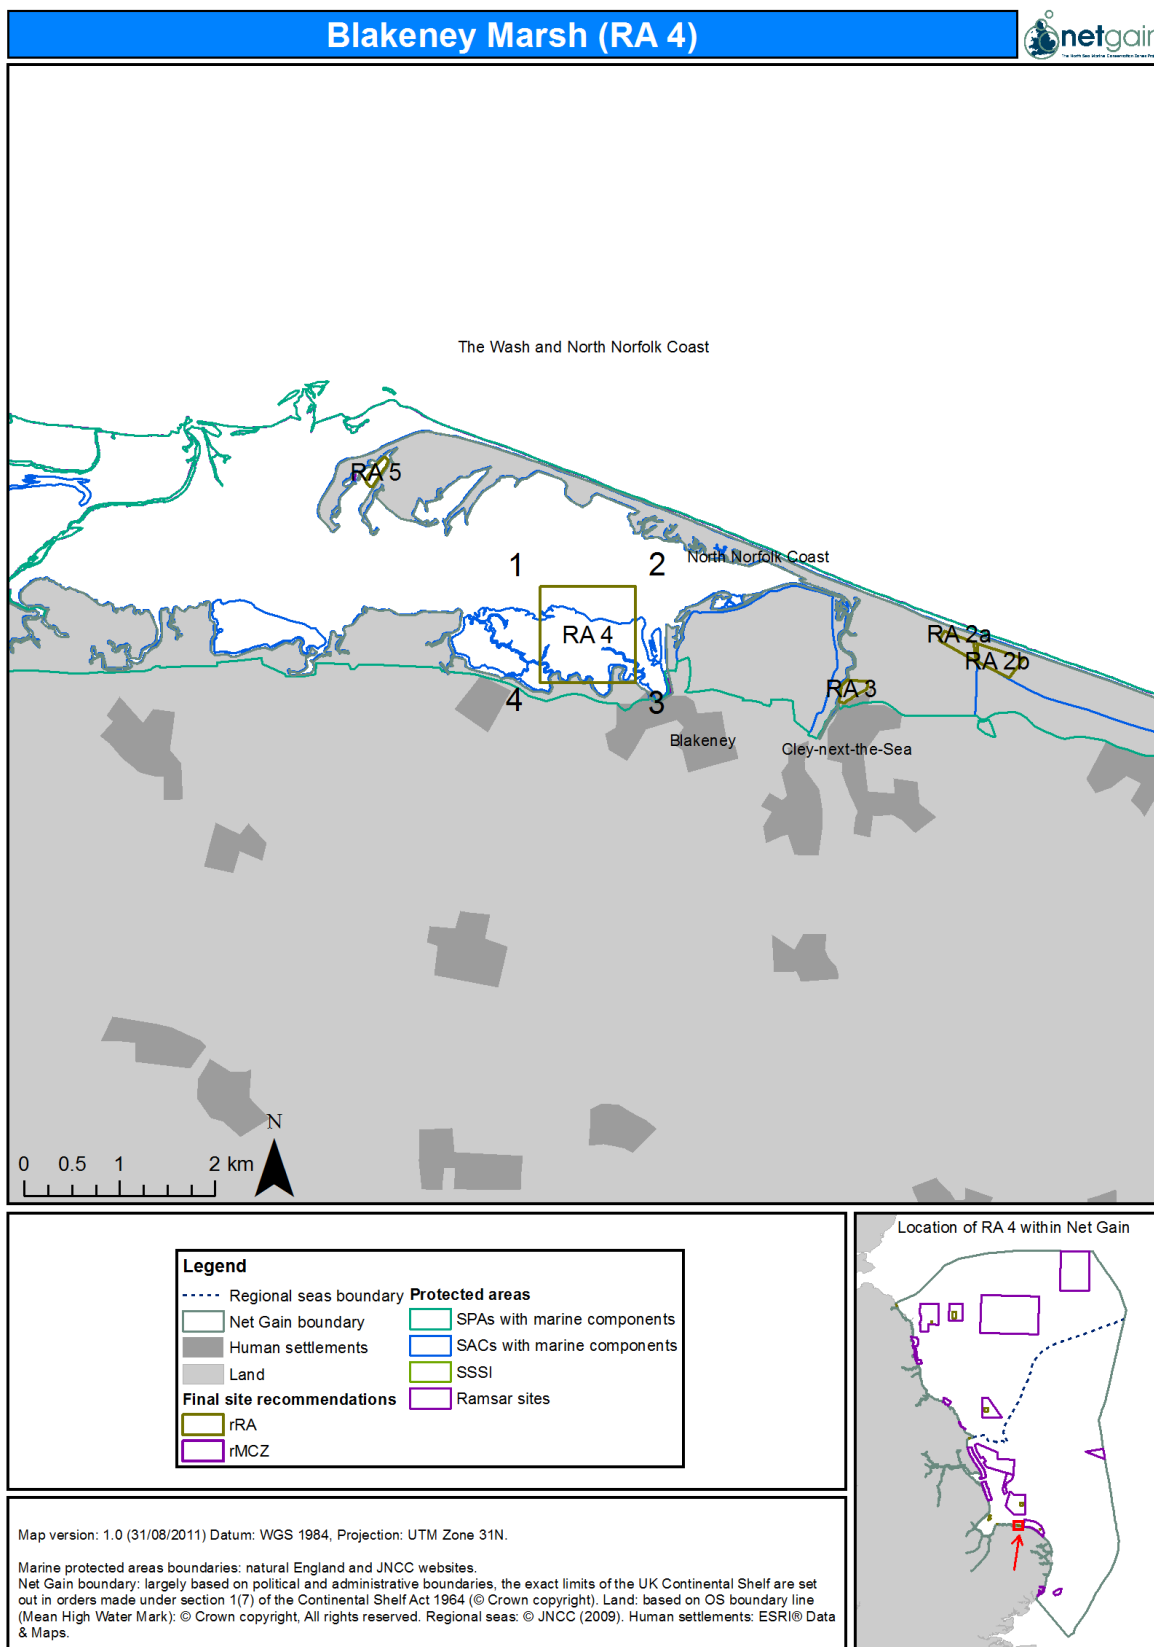 Blakeney Marsh (RA 4)
netgain
The Wash and North Norfolk Coast
RA 5
1
2
North Norfolk Coast
RA 4
RA 2a
RA 2b
RA 3
4
3
Blakeney
Cley-next-the-Sea
N
0 0.5 1 2 km
Location of RA 4 within Net Gain
Legend
Regional seas boundary
Net Gain boundary
Human settlements
Land
Final site recommendations
rRA
rMCZ
Protected areas
SPAs with marine components
SACs with marine components
SSSI
Ramsar sites
Map version: 1.0 (31/08/2011) Datum: WGS 1984, Projection: UTM Zone 31N.
Marine protected areas boundaries: natural England and JNCC websites.
Net Gain boundary: largely based on political and administrative boundaries, the exact limits of the UK Continental Shelf are set
out in orders made under section 1(7) of the Continental Shelf Act 1964 (© Crown copyright). Land: based on OS boundary line
(Mean High Water Mark): © Crown copyright, All rights reserved. Regional seas: © JNCC (2009). Human settlements: ESRI® Data
& Maps.